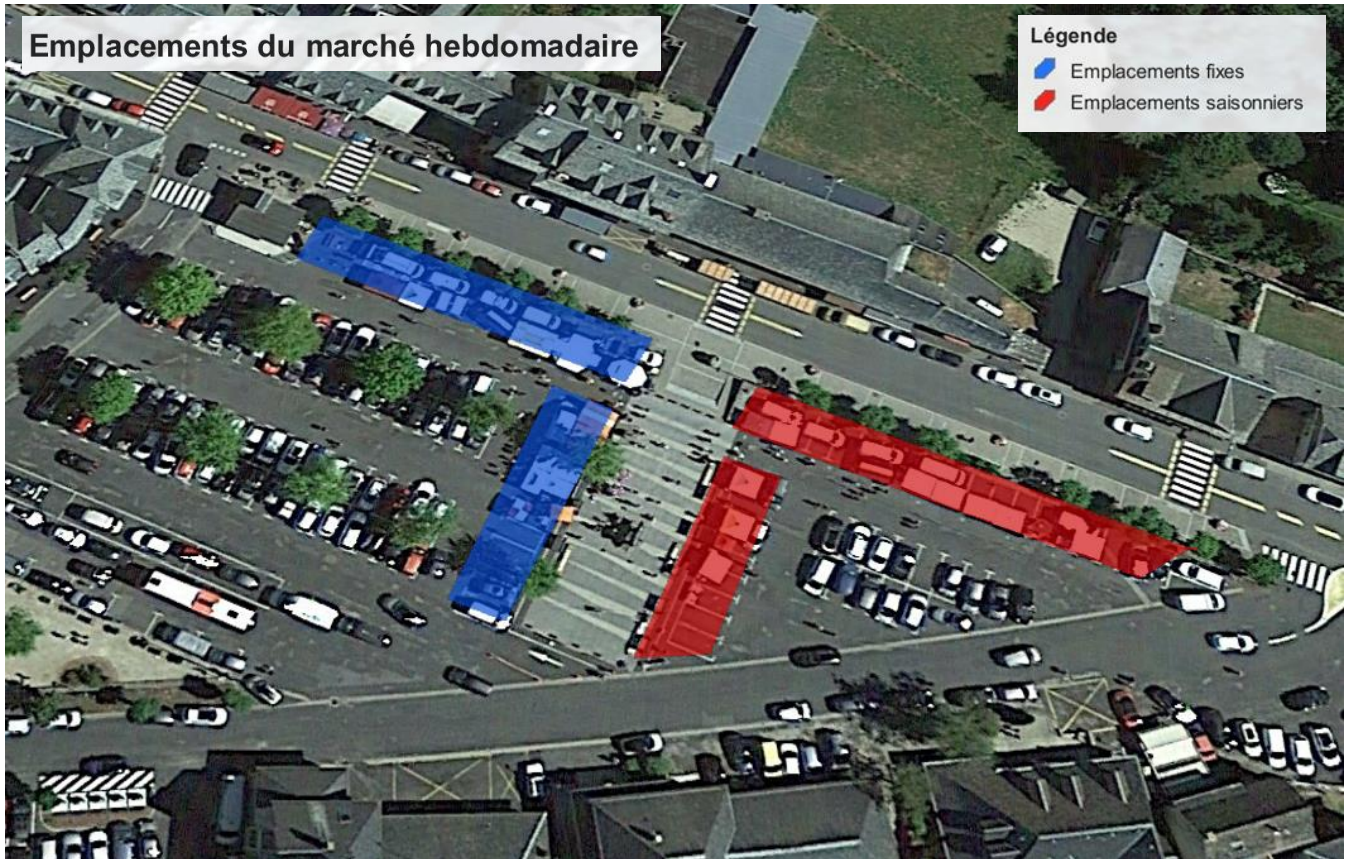 Emplacements du marché hebdomadaire
Légende
Emplacements fixes
Emplacements saisonniers